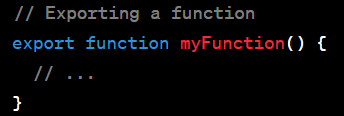 // Exporting a function
export function myFunction() {
  // ...
}